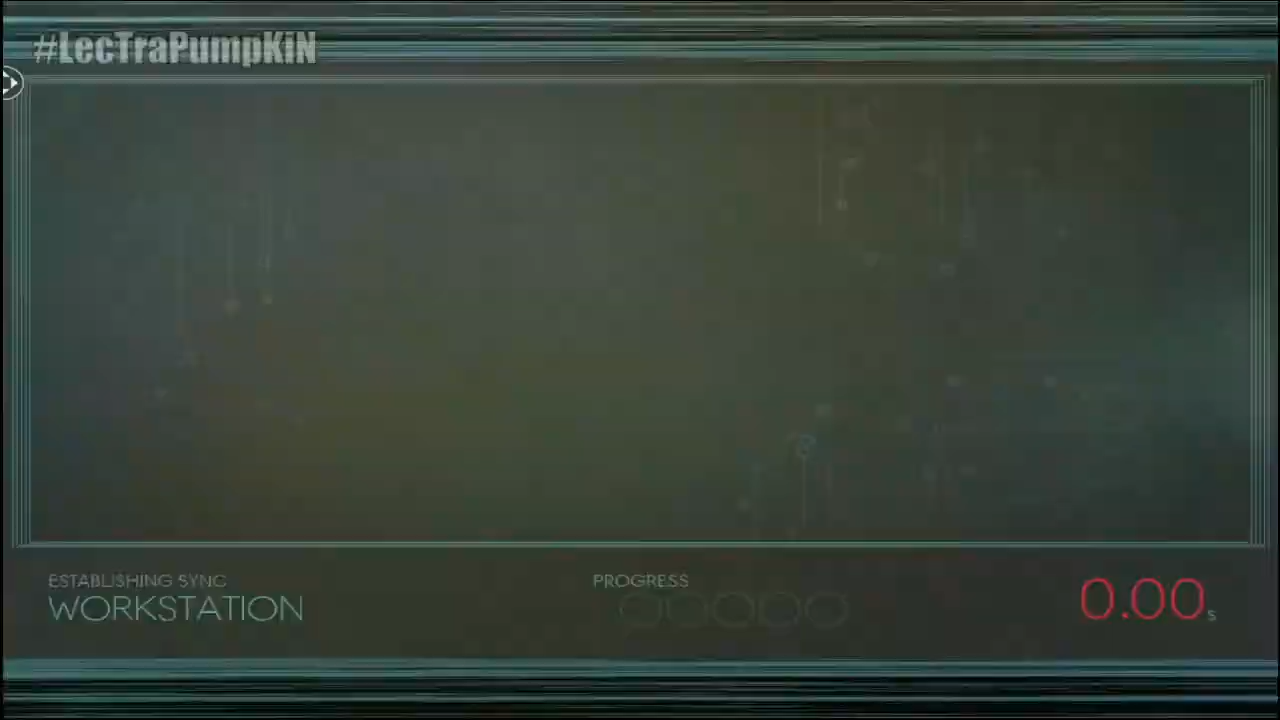 #LecTraPumpKiN
ESTABLISHING SYNC
WORKSTATION
PROGRESS
0.00s